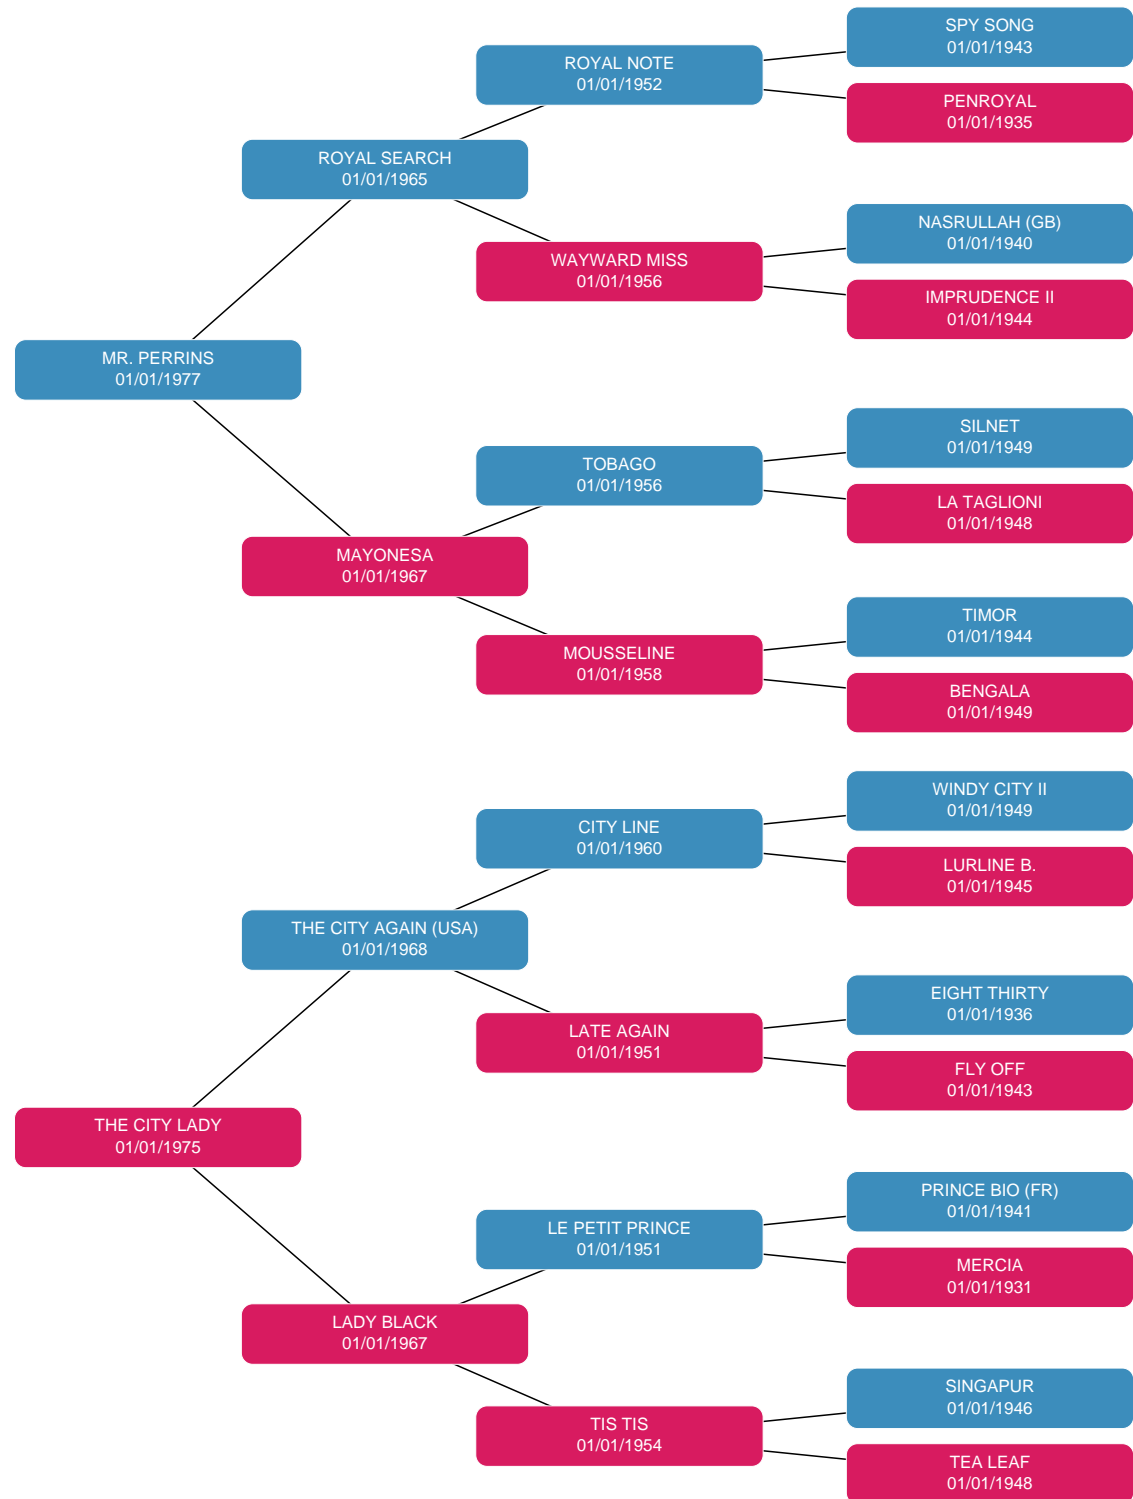 SPY SONG
01/01/1943
ROYAL NOTE
01/01/1952
PENROYAL
01/01/1935
ROYAL SEARCH
01/01/1965
NASRULLAH (GB)
01/01/1940
WAYWARD MISS
01/01/1956
IMPRUDENCE II
01/01/1944
MR. PERRINS
01/01/1977
SILNET
01/01/1949
TOBAGO
01/01/1956
LA TAGLIONI
01/01/1948
MAYONESA
01/01/1967
TIMOR
01/01/1944
MOUSSELINE
01/01/1958
BENGALA
01/01/1949
WINDY CITY II
01/01/1949
CITY LINE
01/01/1960
LURLINE B.
01/01/1945
THE CITY AGAIN (USA)
01/01/1968
EIGHT THIRTY
01/01/1936
LATE AGAIN
01/01/1951
FLY OFF
01/01/1943
THE CITY LADY
01/01/1975
PRINCE BIO (FR)
01/01/1941
LE PETIT PRINCE
01/01/1951
MERCIA
01/01/1931
LADY BLACK
01/01/1967
SINGAPUR
01/01/1946
TIS TIS
01/01/1954
TEA LEAF
01/01/1948